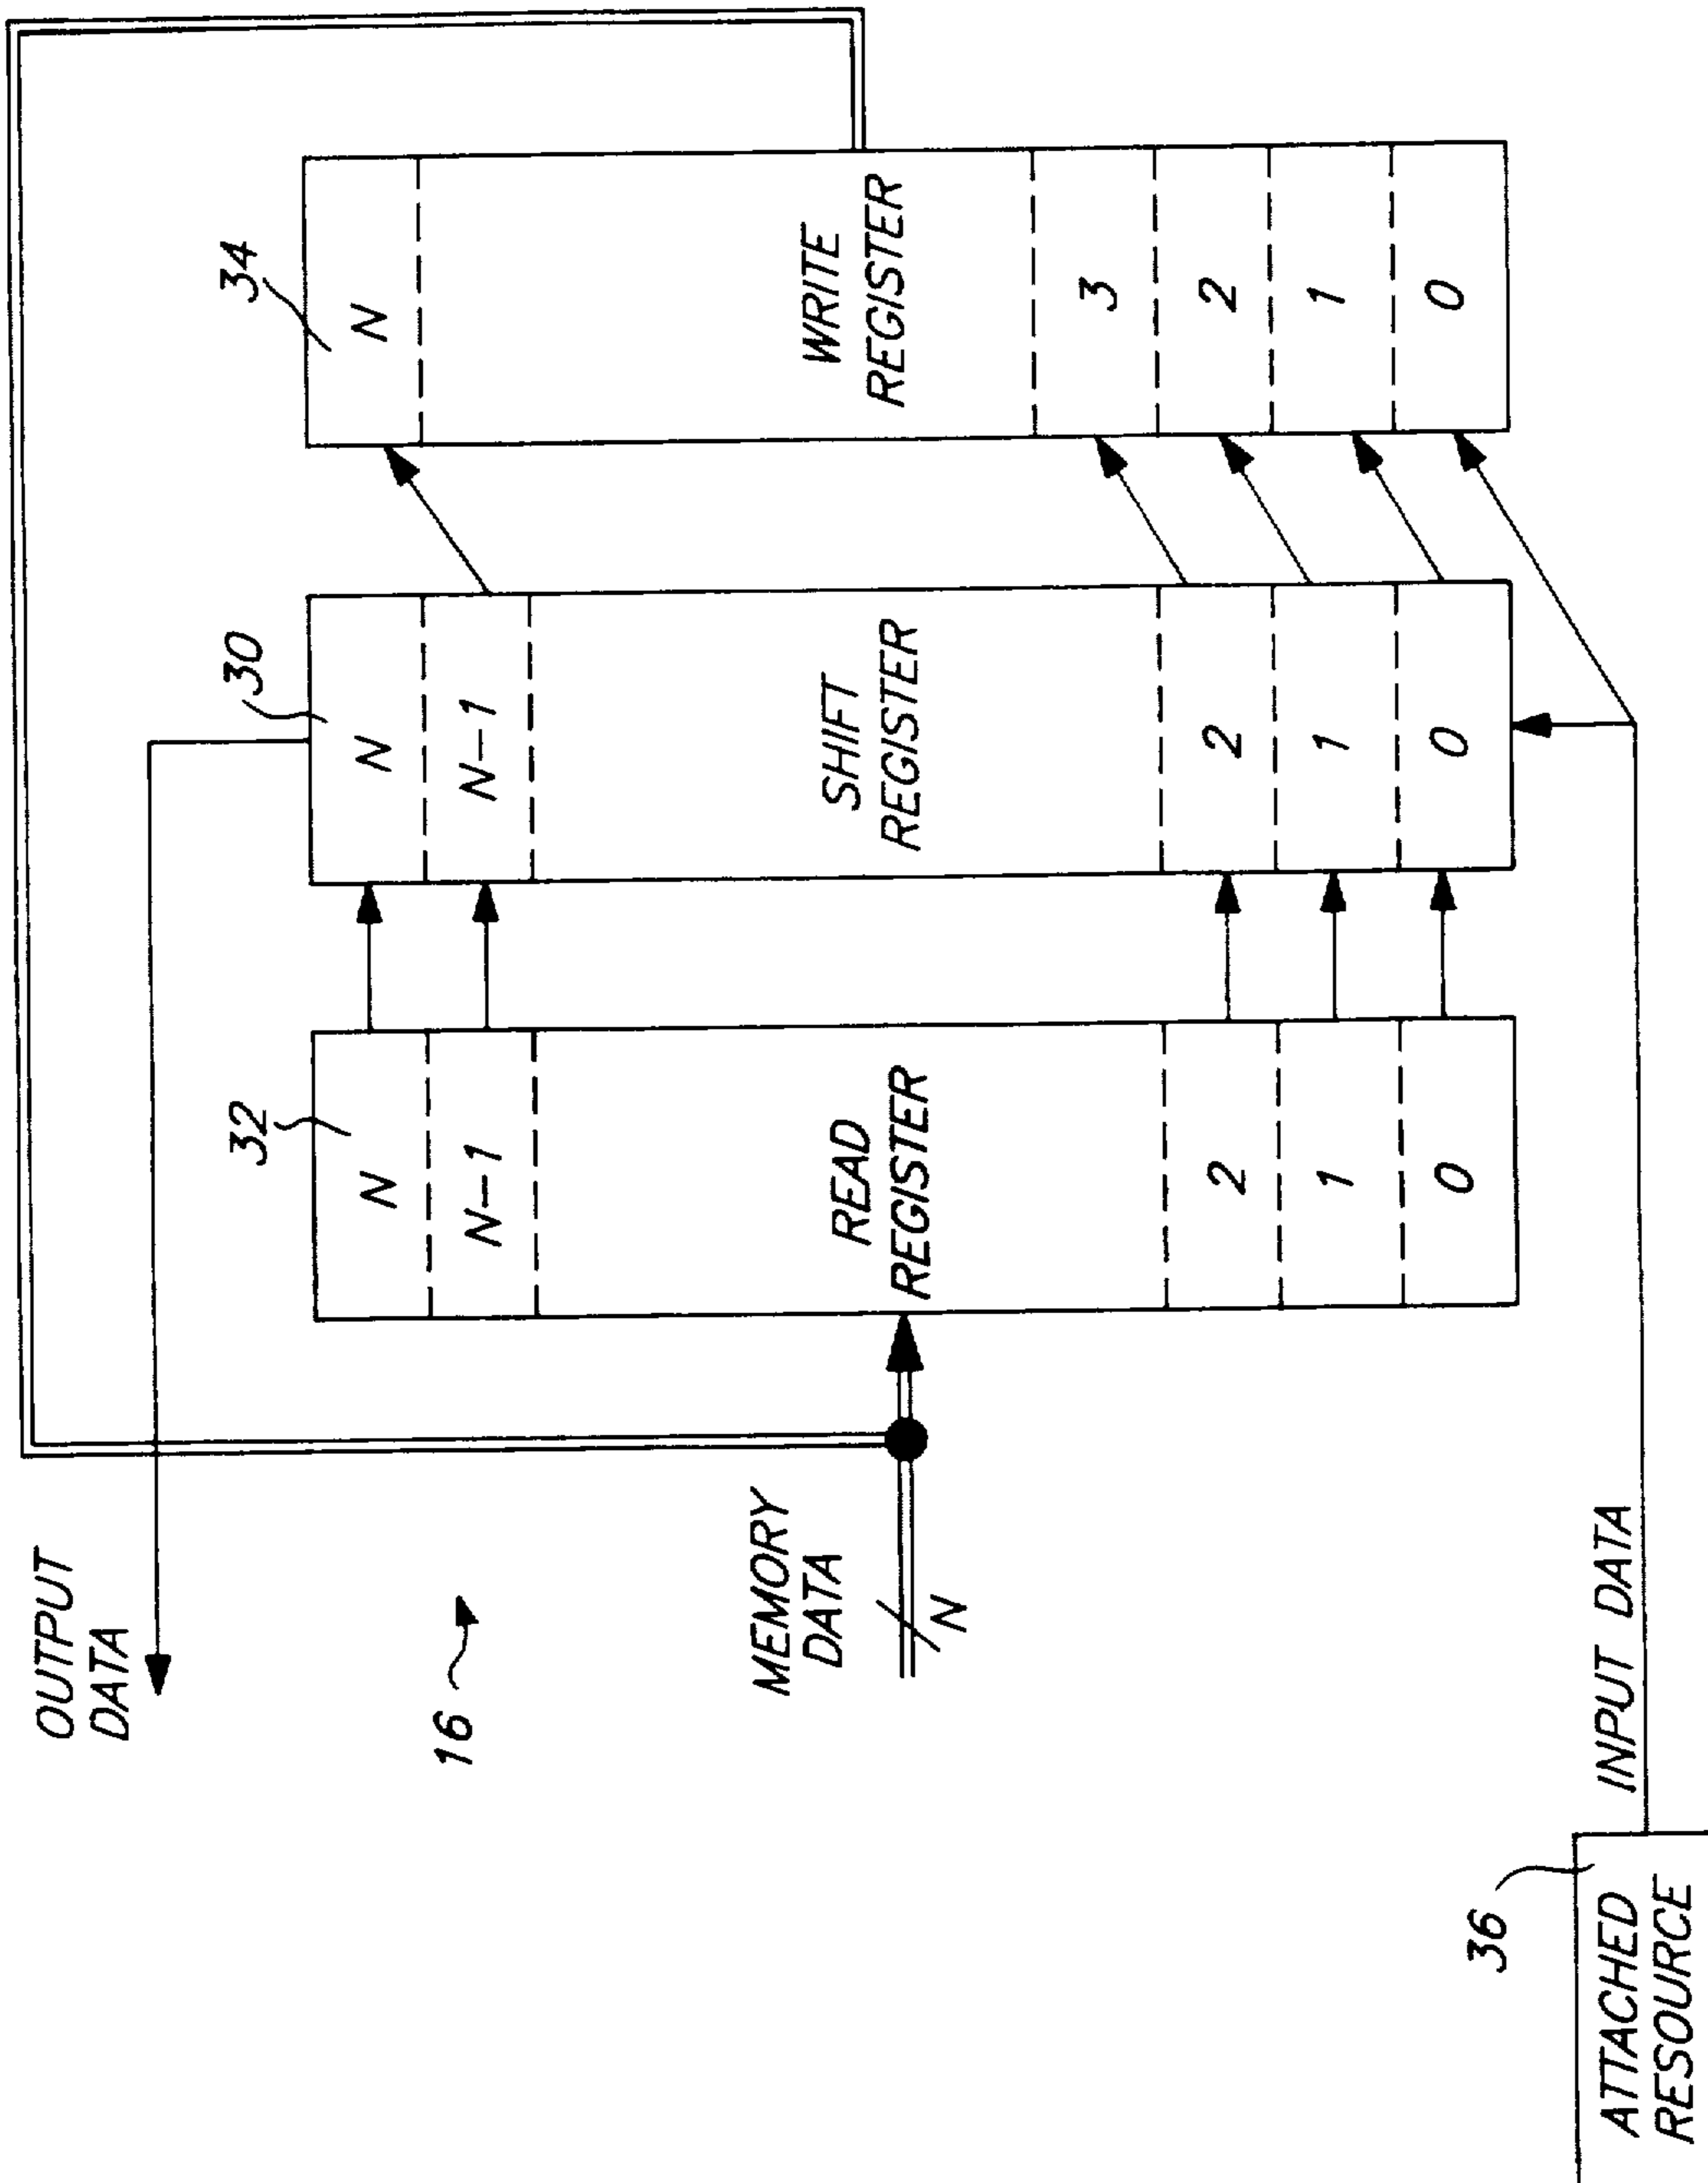 OUTPUT
DATA
16
MEMORY
DATA
N
32
N
N-1
READ
REGISTER
2
1
0
30
N
N-1
SHIFT
REGISTER
2
1
0
34
N
WRITE
REGISTER
3
2
1
0
36
ATTACHED
RESOURCE
INPUT DATA